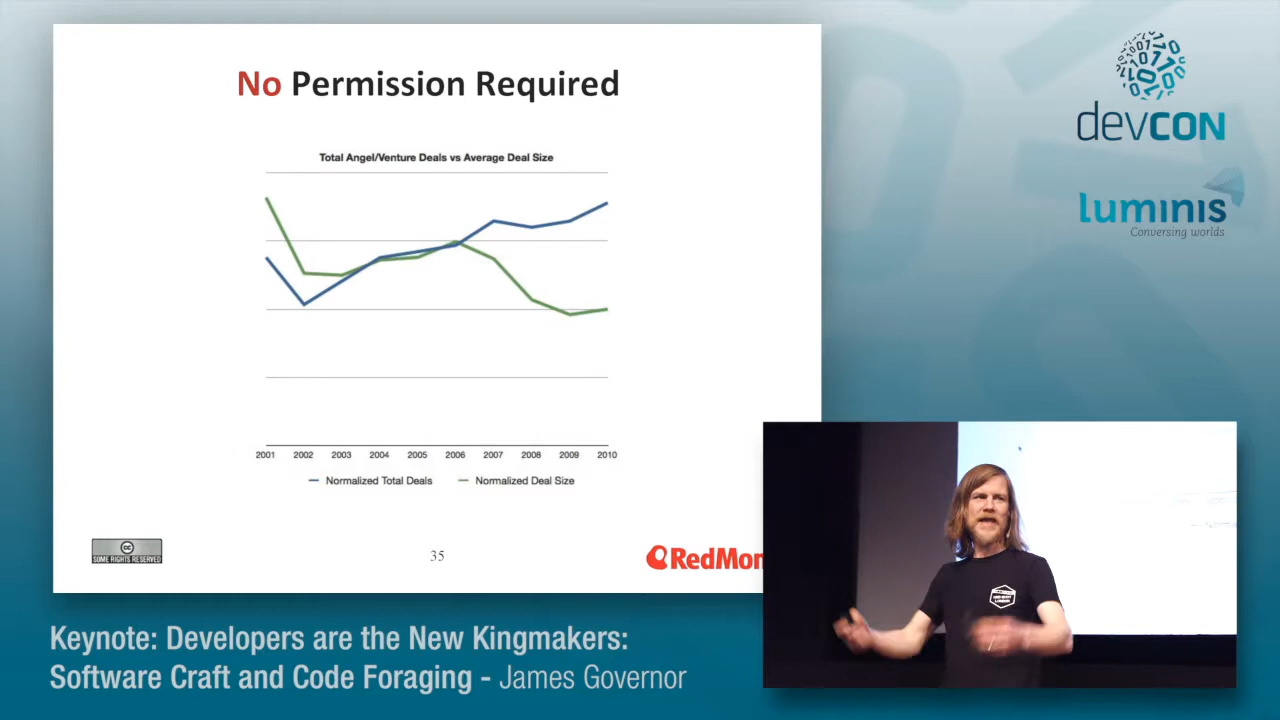 No Permission Required
Total Angel/Venture Deals vs Average Deal Size
2001 2002 2003 2004 2005 2006 2007 2008 2009 2010
Normalized Total Deals Normalized Deal Size
cc
SOME RIGHTS RESERVED
35
RedMon
devCON
luminis
Conversing worlds
Keynote: Developers are the New Kingmakers:
Software Craft and Code Foraging - James Governor